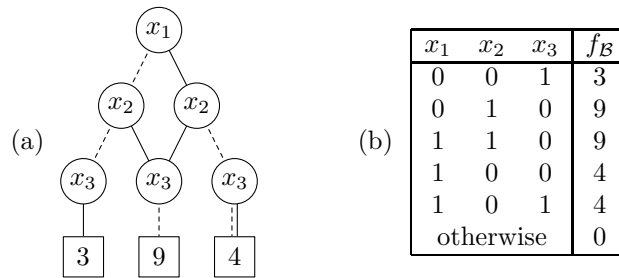 (a)
x₁
x₂ x₂
x₃ x₃ x₃
3 9 4
(b)
x₁ x₂ x₃ f_ℬ
0 0 1 3
0 1 0 9
1 1 0 9
1 0 0 4
1 0 1 4
otherwise 0